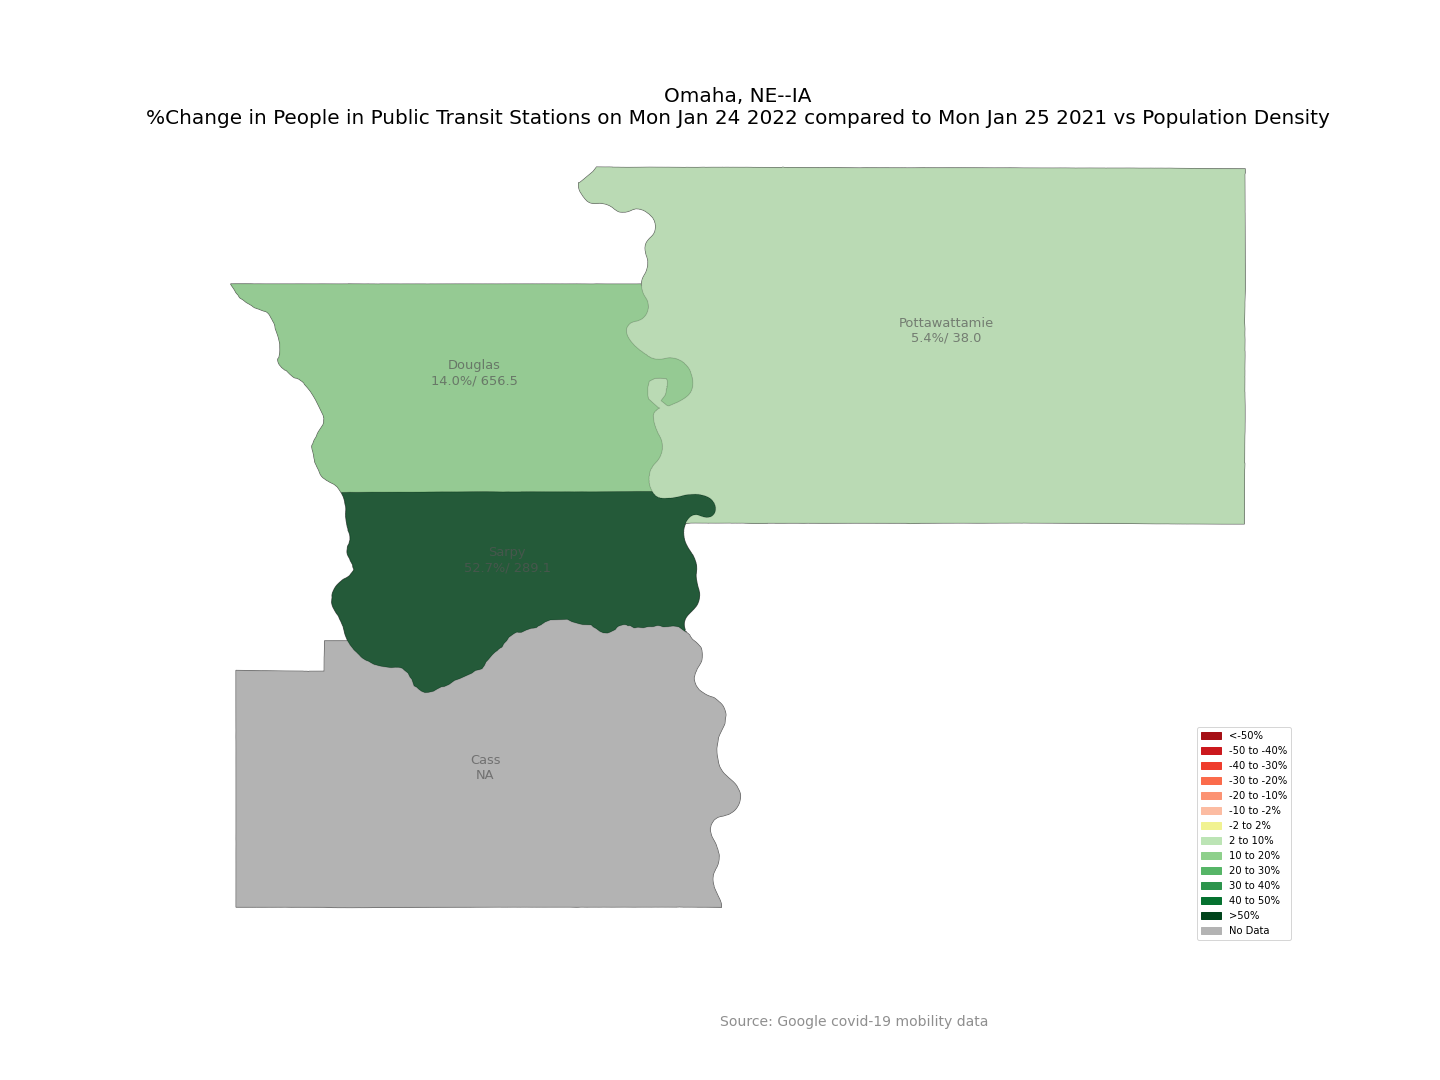 Omaha, NE--IA
%Change in People in Public Transit Stations on Mon Jan 24 2022 compared to Mon Jan 25 2021 vs Population Density
Pottawattamie
5.4%/ 38.0
Douglas
14.0%/ 656.5
Sarpy
52.7%/ 289.1
Cass
NA
<-50%
-50 to -40%
-40 to -30%
-30 to -20%
-20 to -10%
-10 to -2%
-2 to 2%
2 to 10%
10 to 20%
20 to 30%
30 to 40%
40 to 50%
>50%
No Data
Source: Google covid-19 mobility data